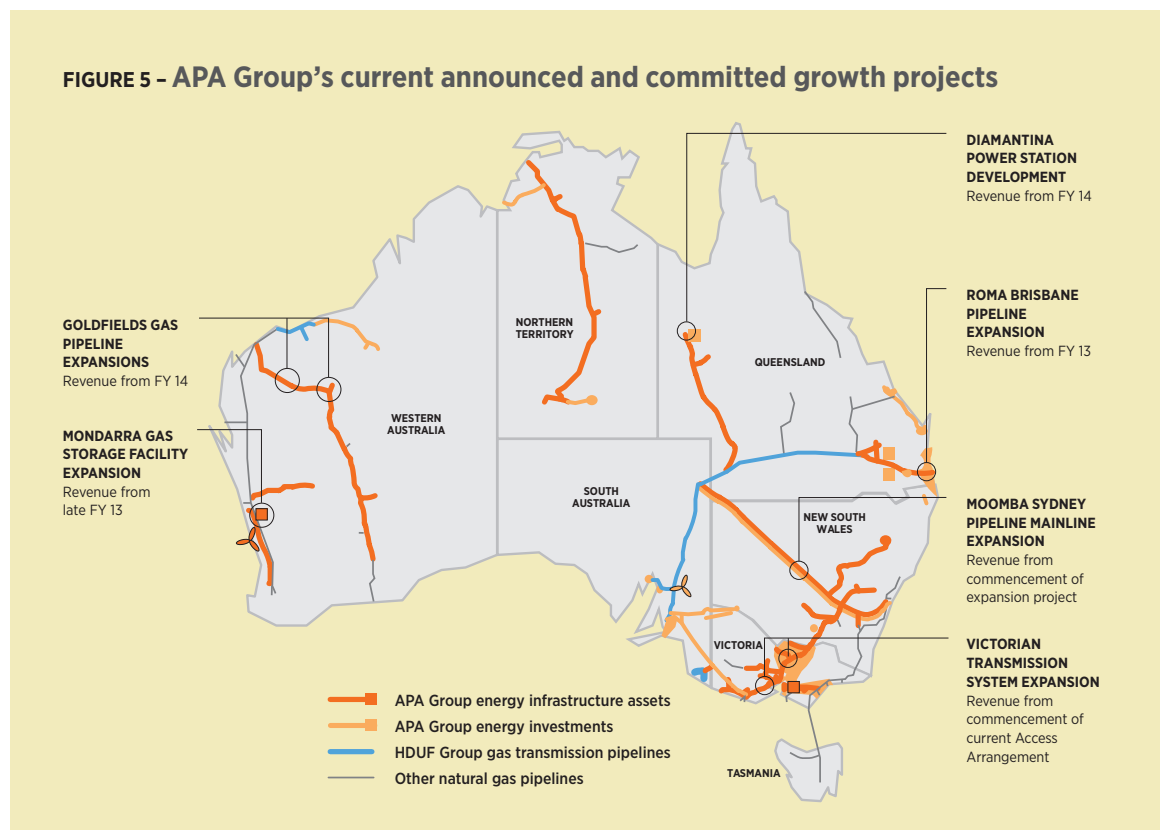 FIGURE 5 – APA Group's current announced and committed growth projects
DIAMANTINA
POWER STATION
DEVELOPMENT
Revenue from FY 14
ROMA BRISBANE
PIPELINE
EXPANSION
Revenue from FY 13
GOLDFIELDS GAS
PIPELINE
EXPANSIONS
Revenue from FY 14
MONDARRA GAS
STORAGE FACILITY
EXPANSION
Revenue from
late FY 13
NORTHERN
TERRITORY
QUEENSLAND
WESTERN
AUSTRALIA
SOUTH
AUSTRALIA
NEW SOUTH
WALES
VICTORIA
TASMANIA
MOOMBA SYDNEY
PIPELINE MAINLINE
EXPANSION
Revenue from
commencement of
expansion project
VICTORIAN
TRANSMISSION
SYSTEM EXPANSION
Revenue from
commencement of
current Access
Arrangement
APA Group energy infrastructure assets
APA Group energy investments
HDUF Group gas transmission pipelines
Other natural gas pipelines